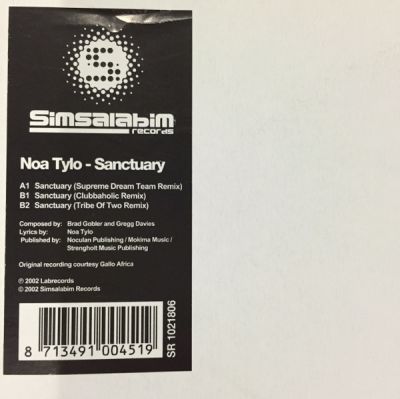 S
Simsalabim
records
Noa Tylo - Sanctuary
A1 Sanctuary (Supreme Dream Team Remix)
B1 Sanctuary (Clubbaholic Remix)
B2 Sanctuary (Tribe Of Two Remix)
Composed by: Brad Gobler and Gregg Davies
Lyrics by: Noa Tylo
Published by: Noculan Publishing / Mokima Music /
Strengholt Music Publishing
Original recording courtesy Gallo Africa
℗ 2002 Labrecords
© 2002 Simsalabim Records
8 713491 004519
SR 1021806